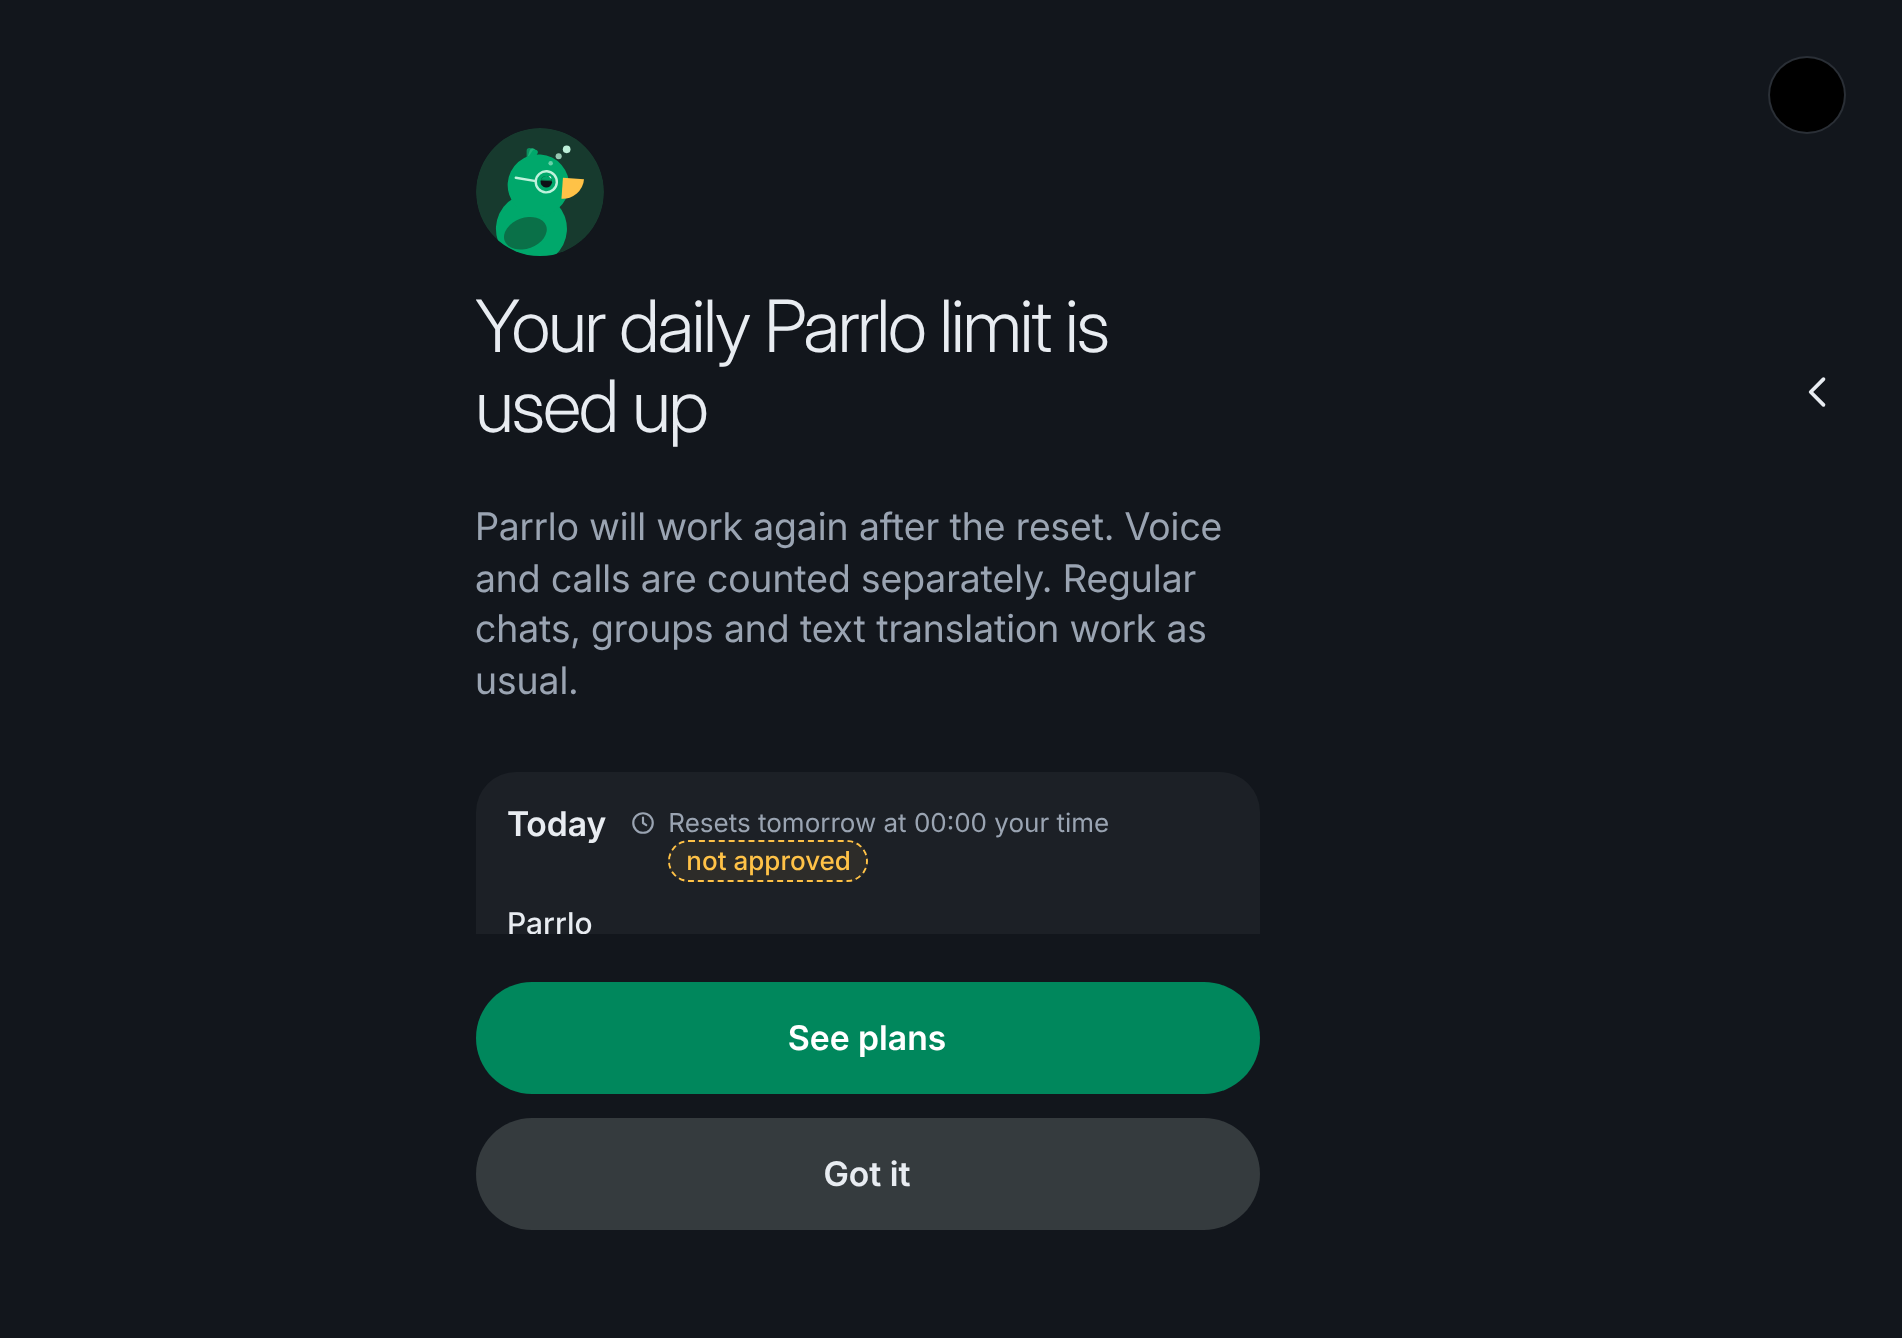 Your daily Parrlo limit is
used up
Parrlo will work again after the reset. Voice
and calls are counted separately. Regular
chats, groups and text translation work as
usual.
Today Resets tomorrow at 00:00 your time
not approved
Parrlo
See plans
Got it